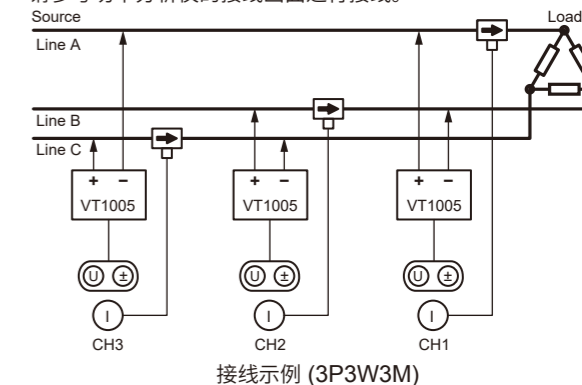 Source
Load
Line A
Line B
Line C
+ −
+ −
+ −
VT1005
VT1005
VT1005
U ±
U ±
U ±
I
I
I
CH3
CH2
CH1
接线示例 (3P3W3M)